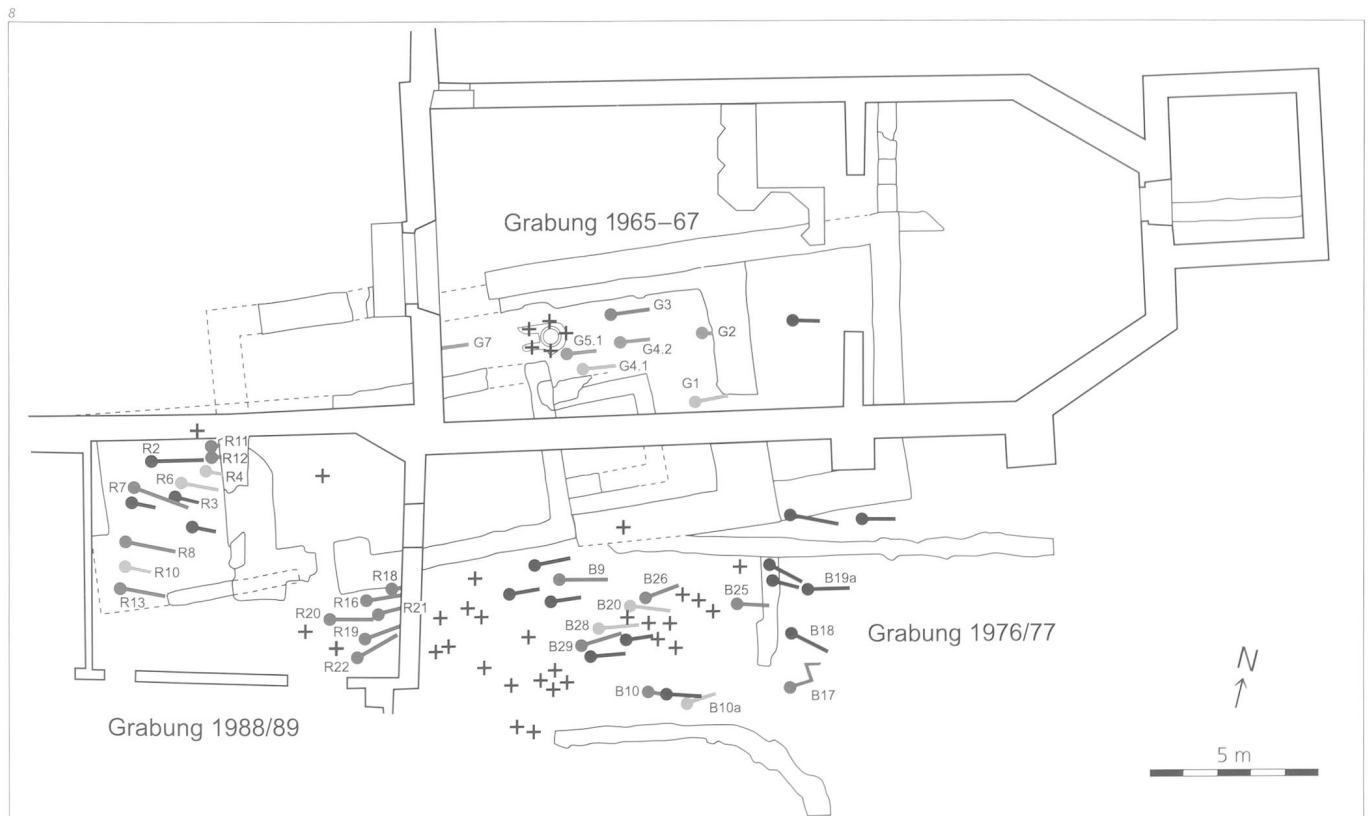 8
Grabung 1965–67
G3
G7
G5.1
G2
G4.2
G4.1
G1
R11
R2
R12
R4
R6
R7
R3
R8
R10
R13
R18
R16
R21
R20
R19
R22
B9
B26
B25
B19a
B20
B28
B29
B18
Grabung 1976/77
B17
B10
B10a
Grabung 1988/89
N
5 m